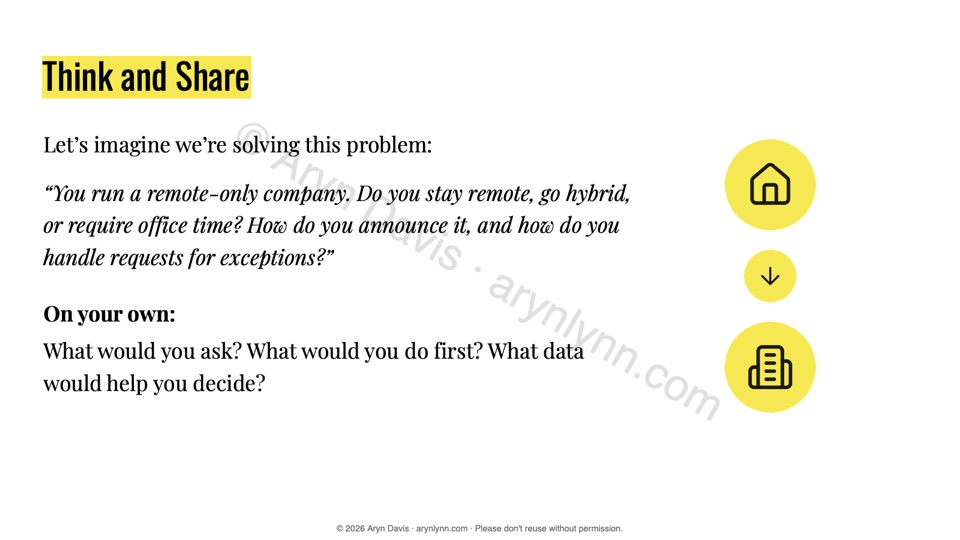 Think and Share
Let’s imagine we’re solving this problem:
“You run a remote-only company. Do you stay remote, go hybrid,
or require office time? How do you announce it, and how do you
handle requests for exceptions?”
On your own:
What would you ask? What would you do first? What data
would help you decide?
© Aryn Davis · arynlynn.com
© 2026 Aryn Davis · arynlynn.com · Please don't reuse without permission.